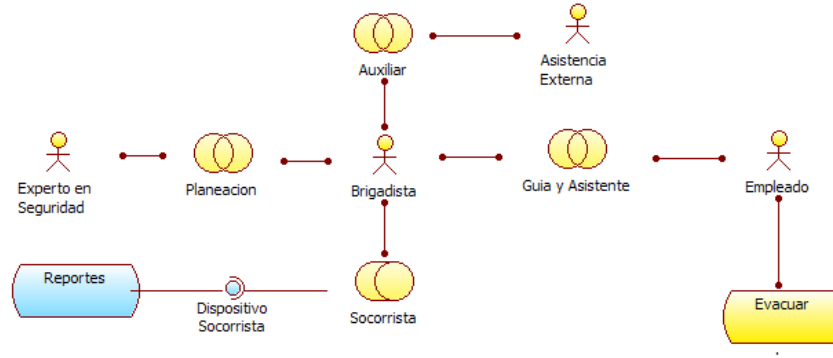 Auxiliar
Asistencia
Externa
Experto en
Seguridad
Planeacion
Brigadista
Guia y Asistente
Empleado
Reportes
Dispositivo
Socorrista
Socorrista
Evacuar